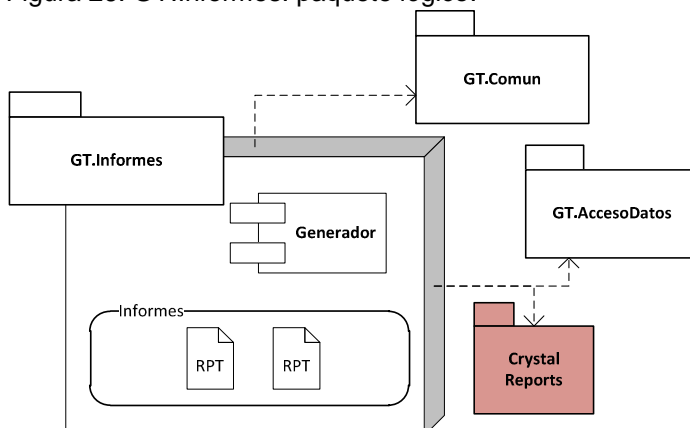 GT.Comun
GT.Informes
GT.AccesoDatos
Generador
Informes
RPT
RPT
Crystal
Reports